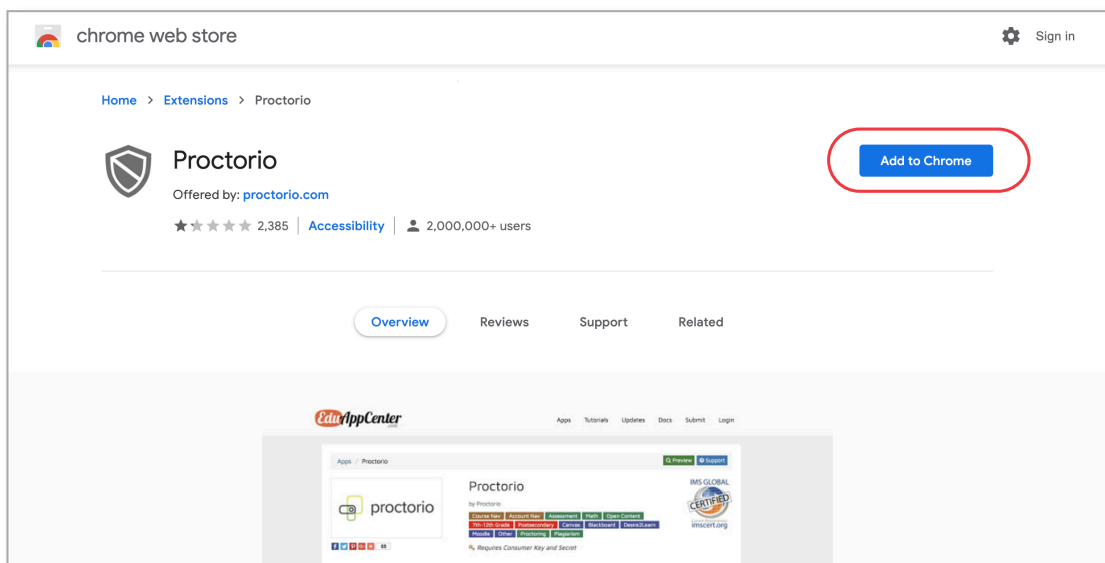 chrome web store
Sign in
Home > Extensions > Proctorio
Proctorio
Add to Chrome
Offered by: proctorio.com
2,385 | Accessibility | 2,000,000+ users
Overview Reviews Support Related
EduAppCenter
Apps Tutorials Updates Docs Submit Login
Apps / Proctorio
Preview Support
Proctorio
by Proctorio
proctorio
IMS GLOBAL
CERTIFIED
imscert.org
Course Nav Account Nav Assessment Math Open Content
7th-12th Grade Postsecondary Canvas Blackboard Desire2Learn
Moodle Other Proctoring Plagiarism
Requires Consumer Key and Secret